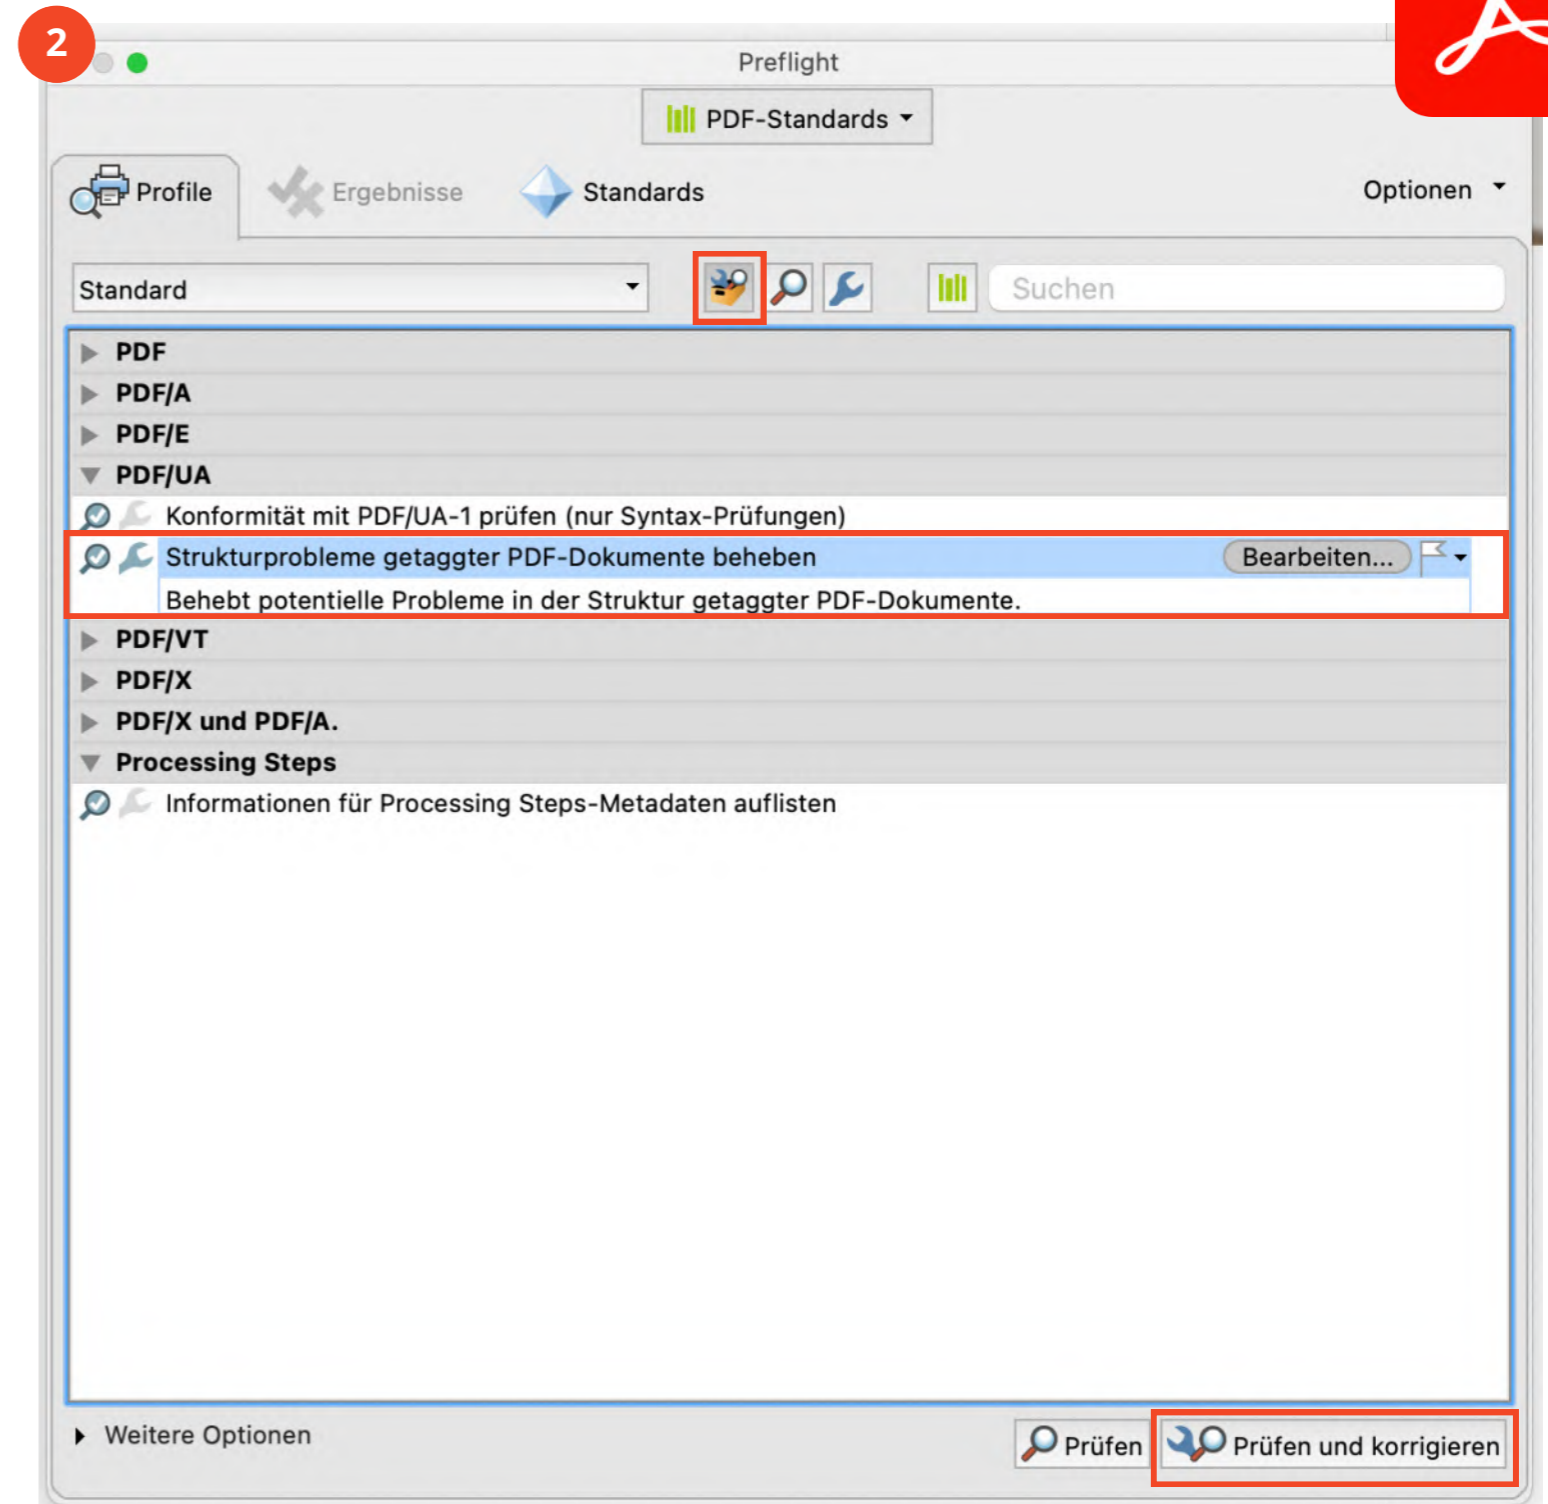 2
Preflight
PDF-Standards
Profile
Ergebnisse
Standards
Optionen
Standard
Suchen
PDF
PDF/A
PDF/E
PDF/UA
Konformität mit PDF/UA-1 prüfen (nur Syntax-Prüfungen)
Strukturprobleme getaggter PDF-Dokumente beheben
Bearbeiten...
Behebt potentielle Probleme in der Struktur getaggter PDF-Dokumente.
PDF/VT
PDF/X
PDF/X und PDF/A.
Processing Steps
Informationen für Processing Steps-Metadaten auflisten
Weitere Optionen
Prüfen
Prüfen und korrigieren